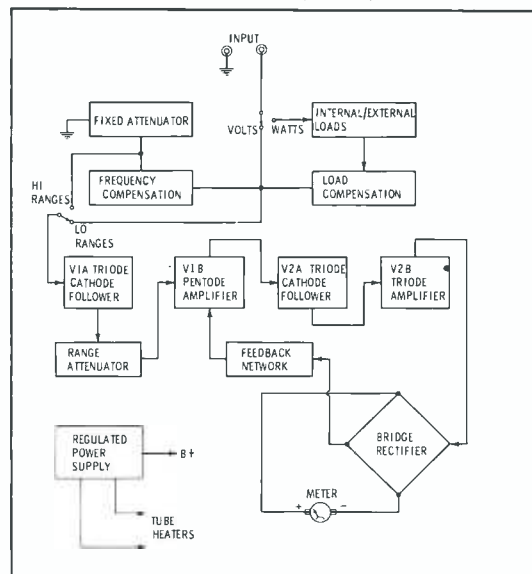 INPUT
FIXED ATTENUATOR
VOLTS
WATTS
INTERNAL/EXTERNAL
LOADS
HI
RANGES
FREQUENCY
COMPENSATION
LOAD
COMPENSATION
LO
RANGES
V1A TRIODE
CATHODE
FOLLOWER
V1B
PENTODE
AMPLIFIER
V2A TRIODE
CATHODE
FOLLOWER
V2B
TRIODE
AMPLIFIER
RANGE
ATTENUATOR
FEEDBACK
NETWORK
BRIDGE
RECTIFIER
REGULATED
POWER
SUPPLY
B+
TUBE
HEATERS
METER
+ -